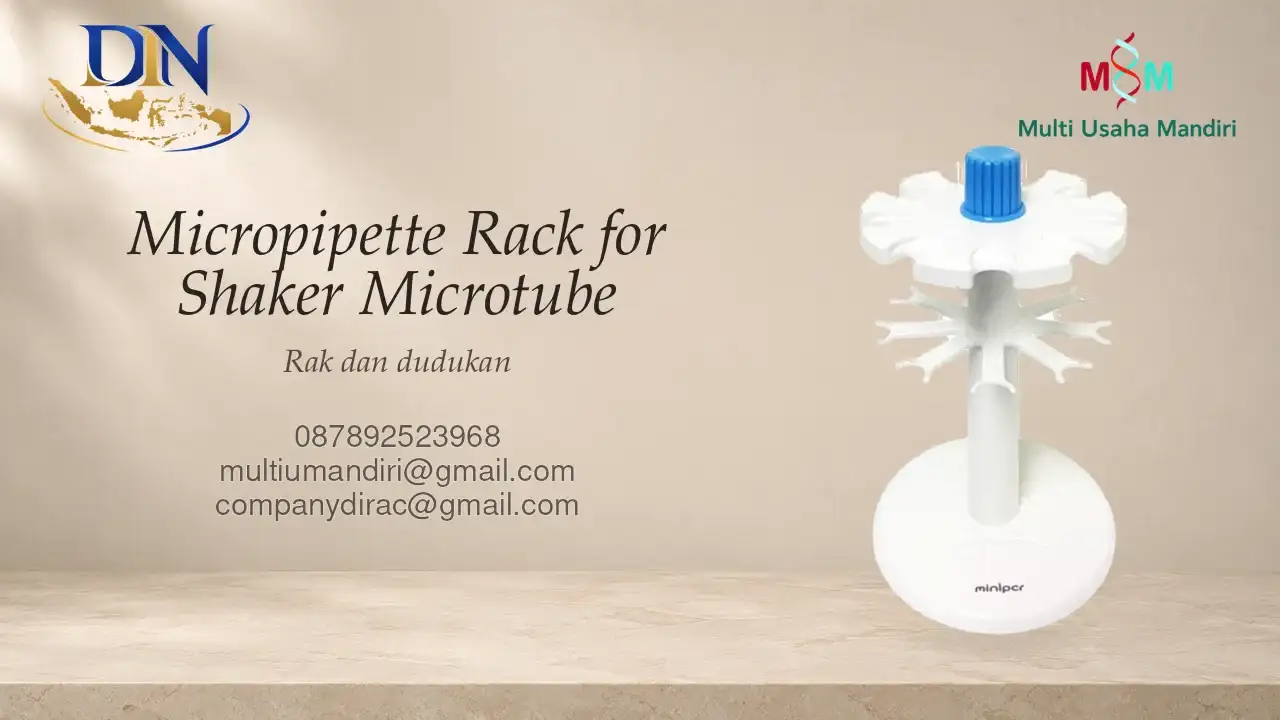 DIN
M M
Multi Usaha Mandiri
Micropipette Rack for
Shaker Microtube
Rak dan dudukan
087892523968
multiumandiri@gmail.com
companydirac@gmail.com
minipcr